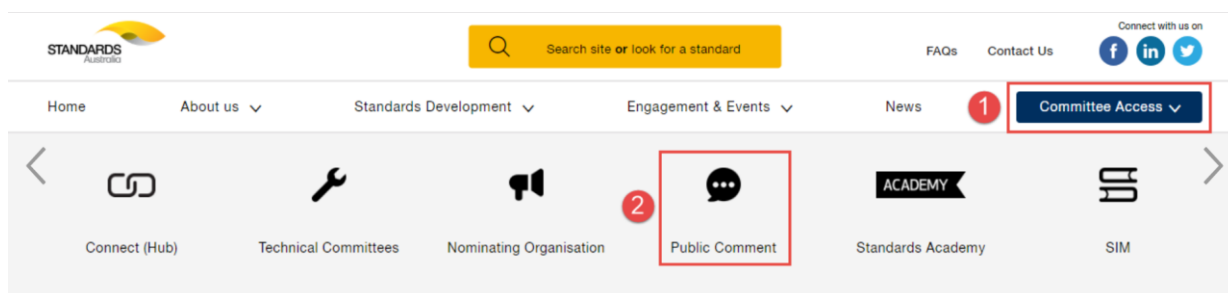 Connect with us on
STANDARDS
Australia
Search site or look for a standard
FAQs
Contact Us
f
in
Home
About us
Standards Development
Engagement & Events
News
1
Committee Access
ACADEMY
2
Connect (Hub)
Technical Committees
Nominating Organisation
Public Comment
Standards Academy
SIM